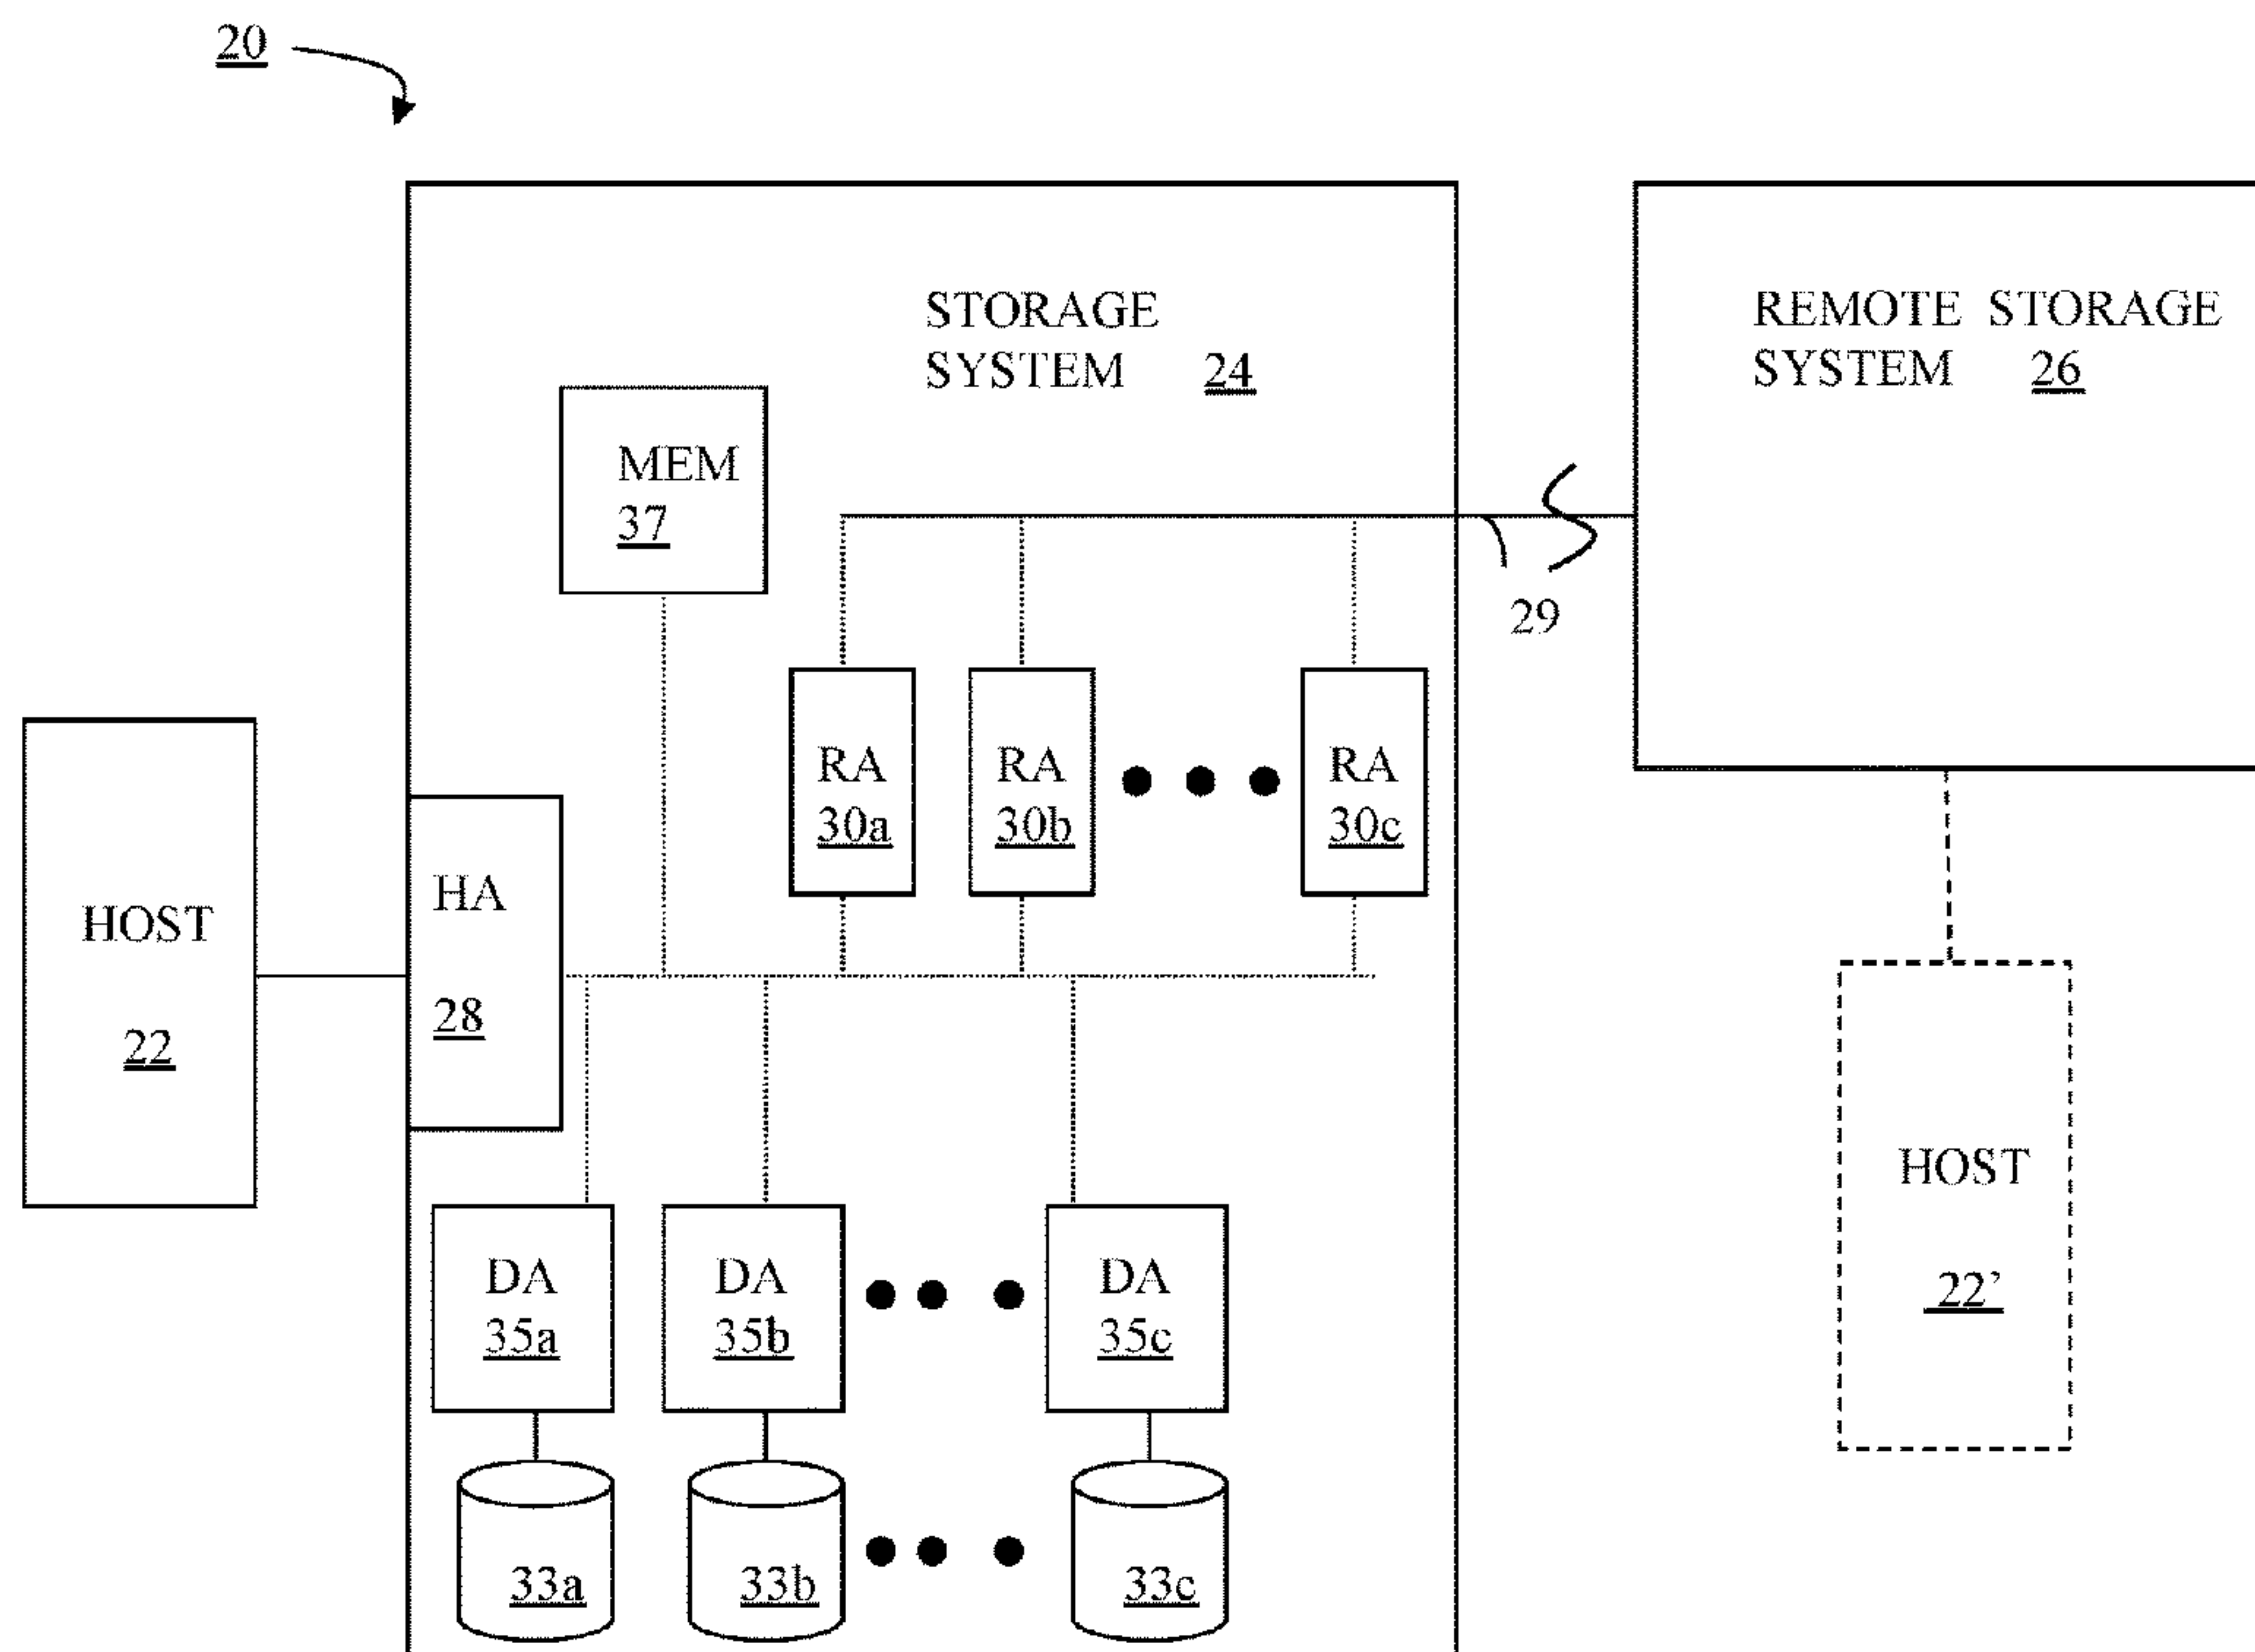 20
STORAGE
SYSTEM 24
REMOTE STORAGE
SYSTEM 26
MEM
37
29
RA
30a
RA
30b
RA
30c
HOST
22
HA
28
HOST
22’
DA
35a
DA
35b
DA
35c
33a
33b
33c